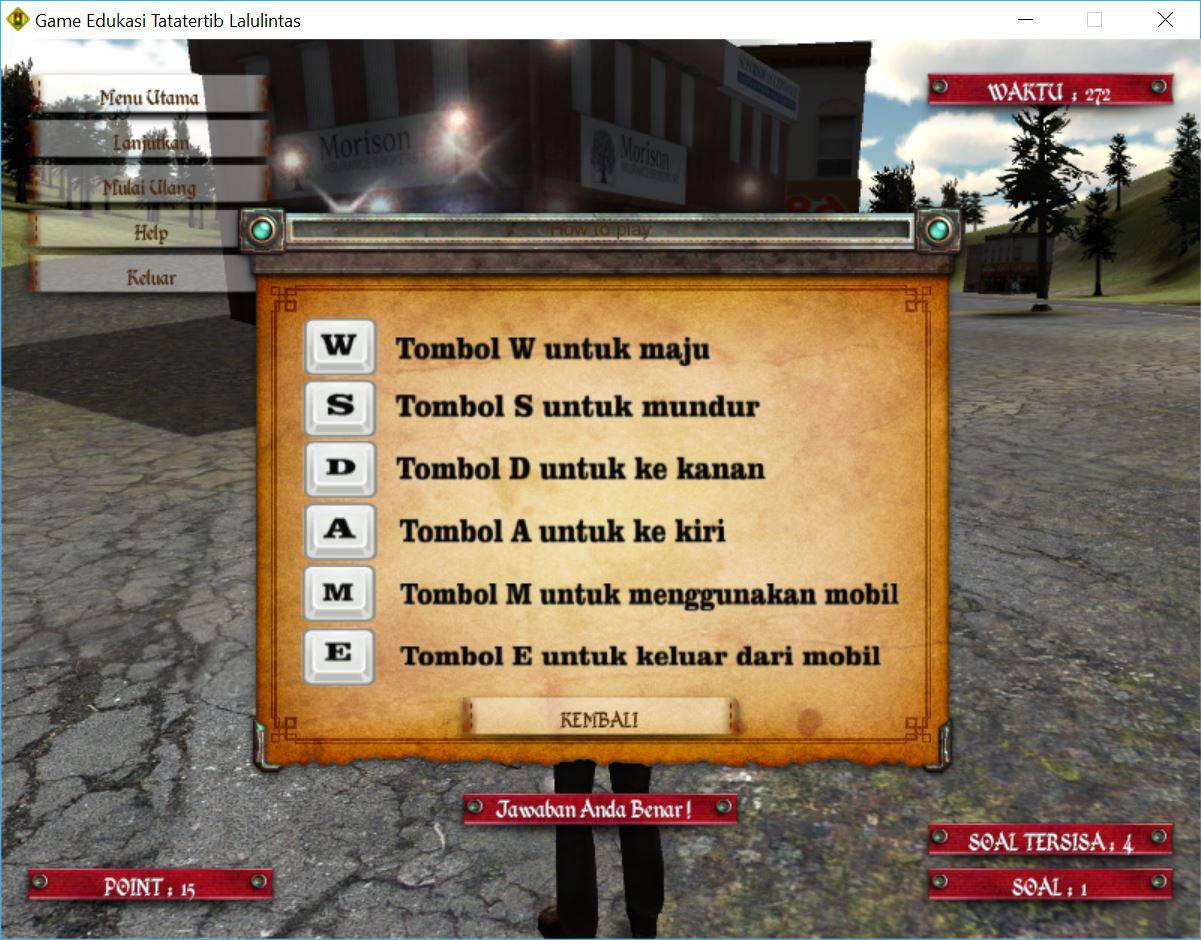 Game Edukasi Tatatertib Lalulintas
Menu Utama
Lanjutkan
Mulai Ulang
Help
Keluar
WAKTU : 272
Morison
Morison
How to play
W Tombol W untuk maju
S Tombol S untuk mundur
D Tombol D untuk ke kanan
A Tombol A untuk ke kiri
M Tombol M untuk menggunakan mobil
E Tombol E untuk keluar dari mobil
KEMBALI
Jawaban Anda Benar !
SOAL TERSISA : 4
POINT : 15
SOAL : 1